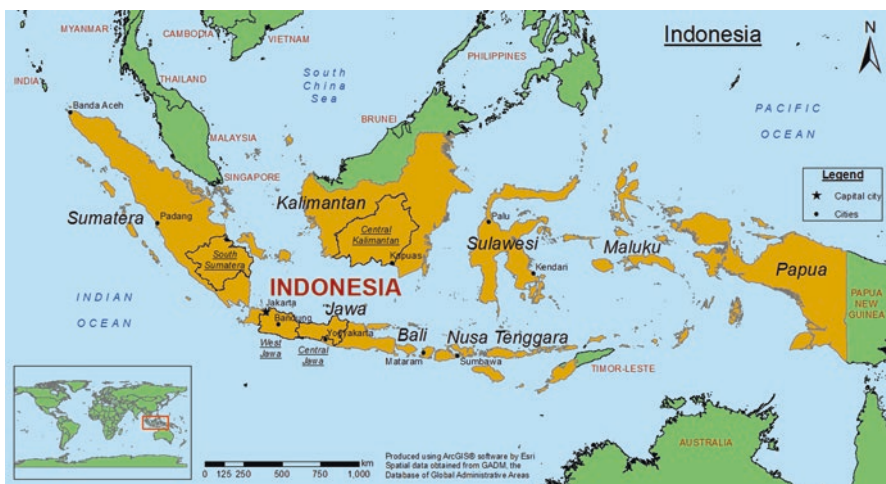 Indonesia
N
MYANMAR
CAMBODIA
VIETNAM
PHILIPPINES
INDIA
THAILAND
South
China
Sea
PACIFIC
OCEAN
Banda Aceh
BRUNEI
MALAYSIA
SINGAPORE
Legend
Capital city
Cities
Sumatera
Padang
Kalimantan
Central
Kalimantan
Kapuas
Palu
Sulawesi
Kendari
Maluku
Papua
South
Sumatera
INDONESIA
PAPUA
NEW
GUINEA
INDIAN
OCEAN
Jakarta
Jawa
Bandung
Yogyakarta
West
Jawa
Central
Jawa
Bali
Nusa Tenggara
Mataram
Sumbawa
TIMOR-LESTE
AUSTRALIA
0 125 250 500 750 1,000
km
Produced using ArcGIS® software by Esri
Spatial data obtained from GADM, the
Database of Global Administrative Areas